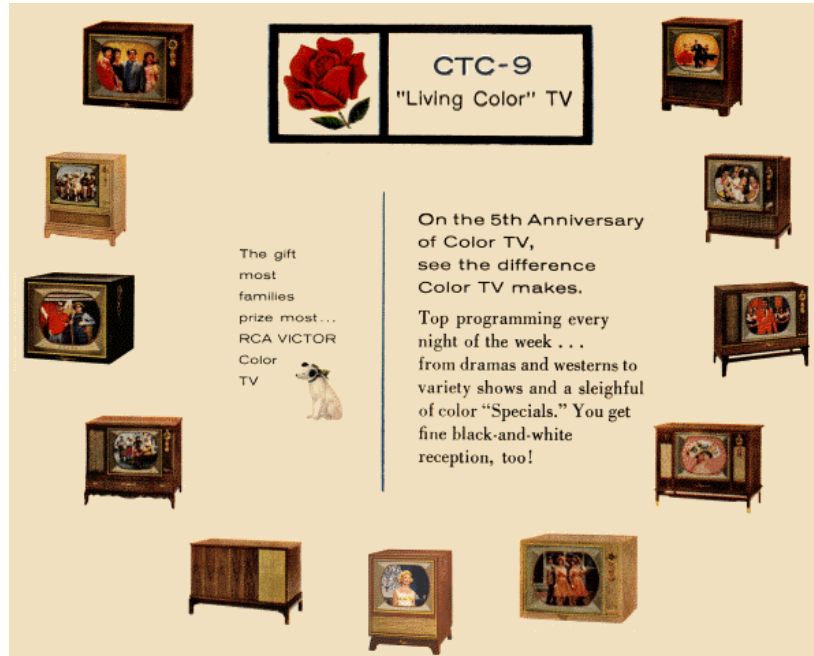 CTC-9
"Living Color" TV
The gift
most
families
prize most...
RCA VICTOR
Color
TV
On the 5th Anniversary
of Color TV,
see the difference
Color TV makes.
Top programming every
night of the week . . .
from dramas and westerns to
variety shows and a sleighful
of color “Specials.” You get
fine black-and-white
reception, too!